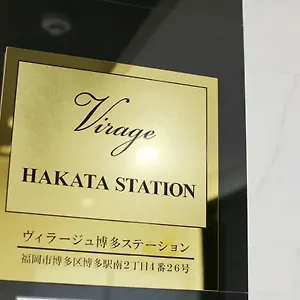 Virage
HAKATA STATION
ヴィラージュ博多ステーション
福岡市博多区博多駅南2丁目4番26号